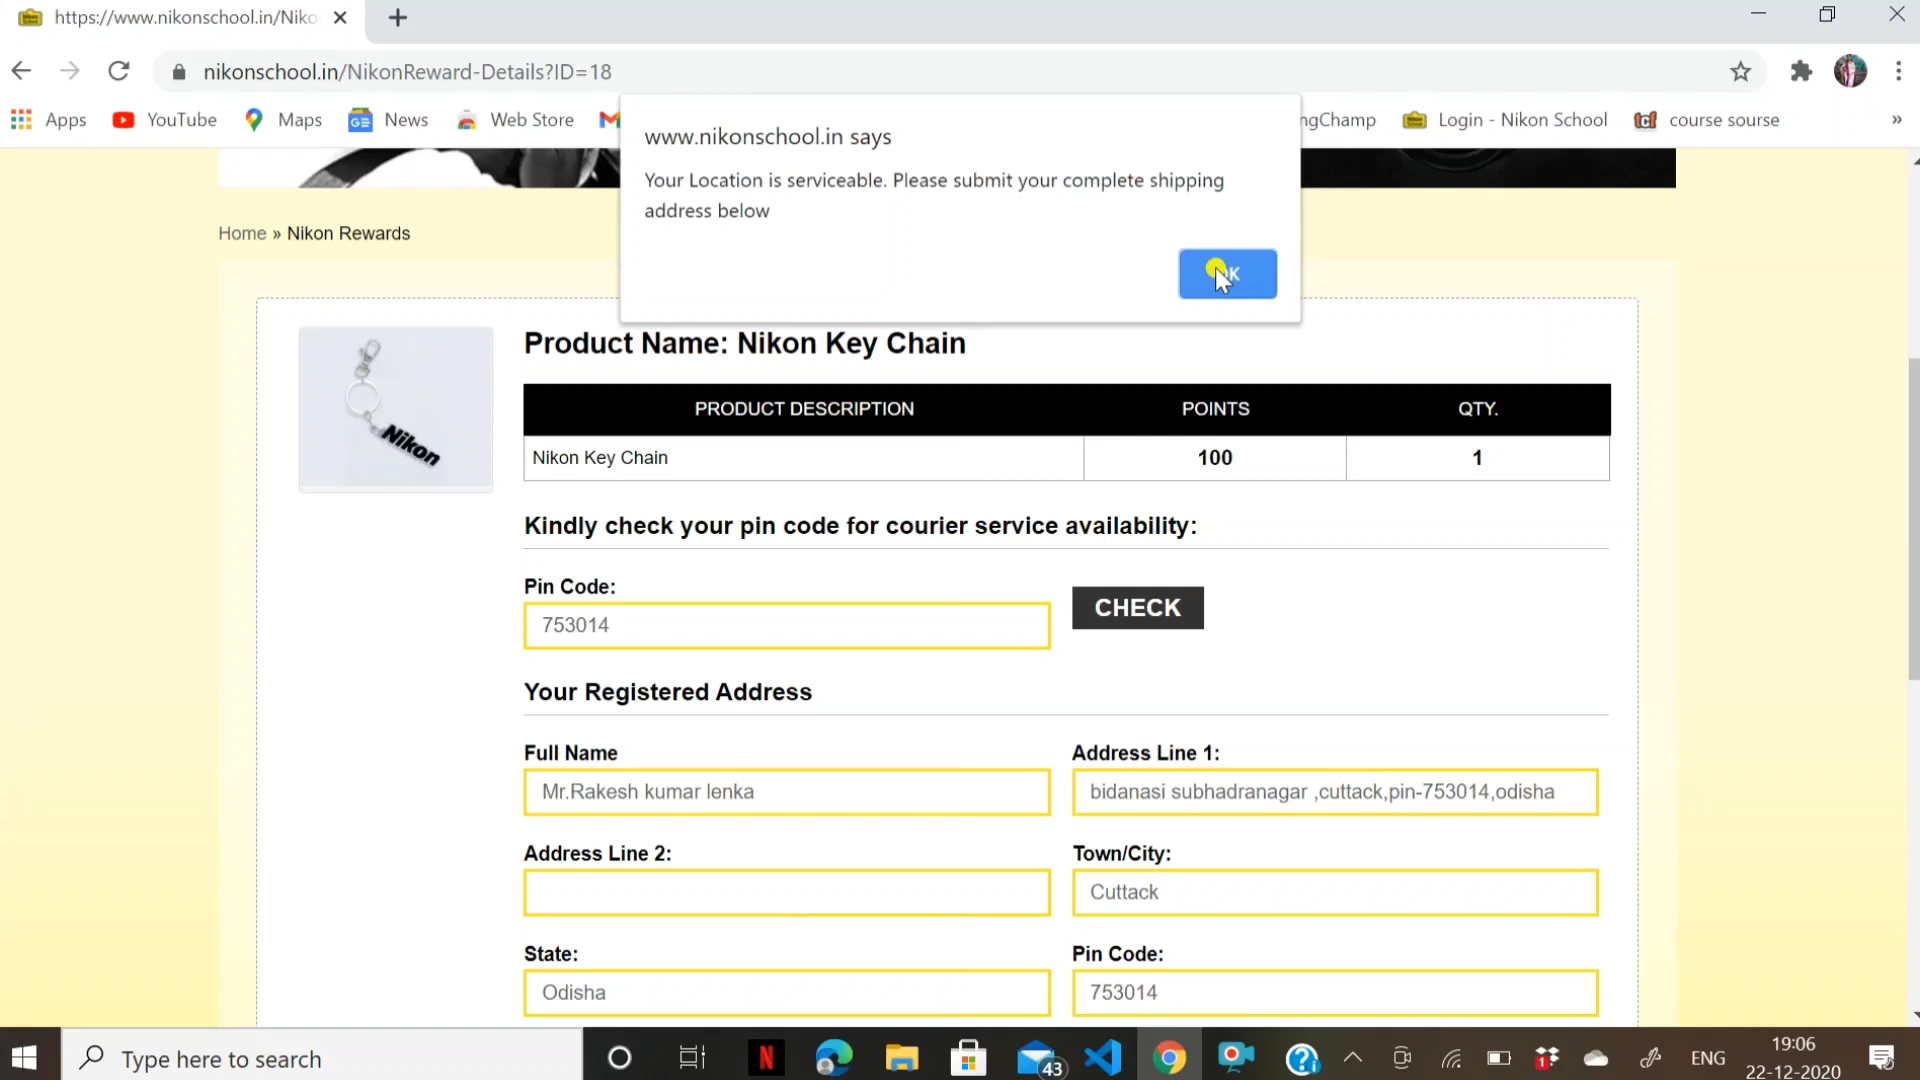 https://www.nikonschool.in/Niko
nikonschool.in/NikonReward-Details?ID=18
Apps YouTube Maps News Web Store ngChamp Login - Nikon School course sourse »
www.nikonschool.in says
Your Location is serviceable. Please submit your complete shipping
address below
Home » Nikon Rewards
Product Name: Nikon Key Chain
Nikon
PRODUCT DESCRIPTION POINTS QTY.
Nikon Key Chain 100 1
Kindly check your pin code for courier service availability:
Pin Code:
753014
CHECK
Your Registered Address
Full Name Address Line 1:
Mr.Rakesh kumar lenka bidanasi subhadranagar ,cuttack,pin-753014,odisha
Address Line 2: Town/City:
Cuttack
State: Pin Code:
Odisha 753014
Type here to search 43 1 ENG 19:06
22-12-2020